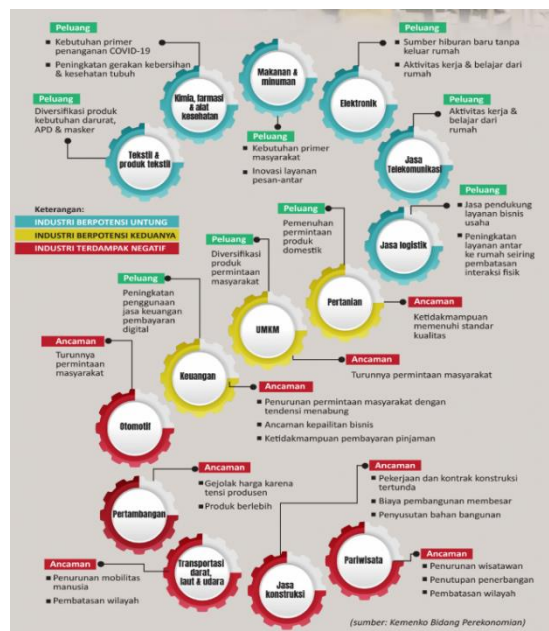 Peluang
Kebutuhan primer
penanganan COVID-19
Peningkatan gerakan kebersihan
& kesehatan tubuh
Kimia, farmasi
& alat
kesehatan
Makanan &
minuman
Peluang
Kebutuhan primer
masyarakat
Inovasi layanan
pesan-antar
Peluang
Sumber hiburan baru tanpa
keluar rumah
Aktivitas kerja & belajar dari
rumah
Elektronik
Peluang
Diversifikasi produk
kebutuhan darurat,
APD & masker
Tekstil &
produk tekstil
Peluang
Aktivitas kerja &
belajar dari
rumah
Jasa
Telekomunikasi
Keterangan:
INDUSTRI BERPOTENSI UNTUNG
INDUSTRI BERPOTENSI KEDUANYA
INDUSTRI TERDAMPAK NEGATIF
Peluang
Jasa pendukung
layanan bisnis
usaha
Peningkatan
layanan antar
ke rumah seiring
pembatasan
interaksi fisik
Jasa logistik
Peluang
Pemenuhan
permintaan
produk
domestik
Pertanian
Ancaman
Ketidakmampuan
memenuhi standar
kualitas
Peluang
Diversifikasi
produk
permintaan
masyarakat
UMKM
Ancaman
Turunnya permintaan masyarakat
Peluang
Peningkatan
penggunaan
jasa keuangan
pembayaran
digital
Keuangan
Ancaman
Penurunan permintaan masyarakat dengan
tendensi menabung
Ancaman kepailitan bisnis
Ketidakmampuan pembayaran pinjaman
Ancaman
Turunnya
permintaan
masyarakat
Otomotif
Ancaman
Gejolak harga karena
tensi produsen
Produk berlebih
Pertambangan
Ancaman
Pekerjaan dan kontrak konstruksi
tertunda
Biaya pembangunan membesar
Penyusutan bahan bangunan
Jasa
konstruksi
Ancaman
Penurunan mobilitas
manusia
Pembatasan wilayah
Transportasi
darat,
laut & udara
Pariwisata
Ancaman
Penurunan wisatawan
Penutupan penerbangan
Pembatasan wilayah
(sumber: Kemenko Bidang Perekonomian)